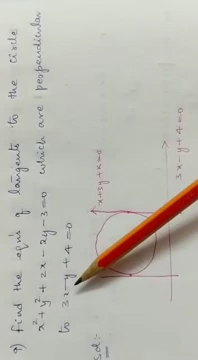 9) Find the eqns of tangents to the circle
x² + y² + 2x - 2y - 3 = 0 which are perpendicular
to 3x - y + 4 = 0
Sol:-
x + 3y + k = 0
3x - y + 4 = 0